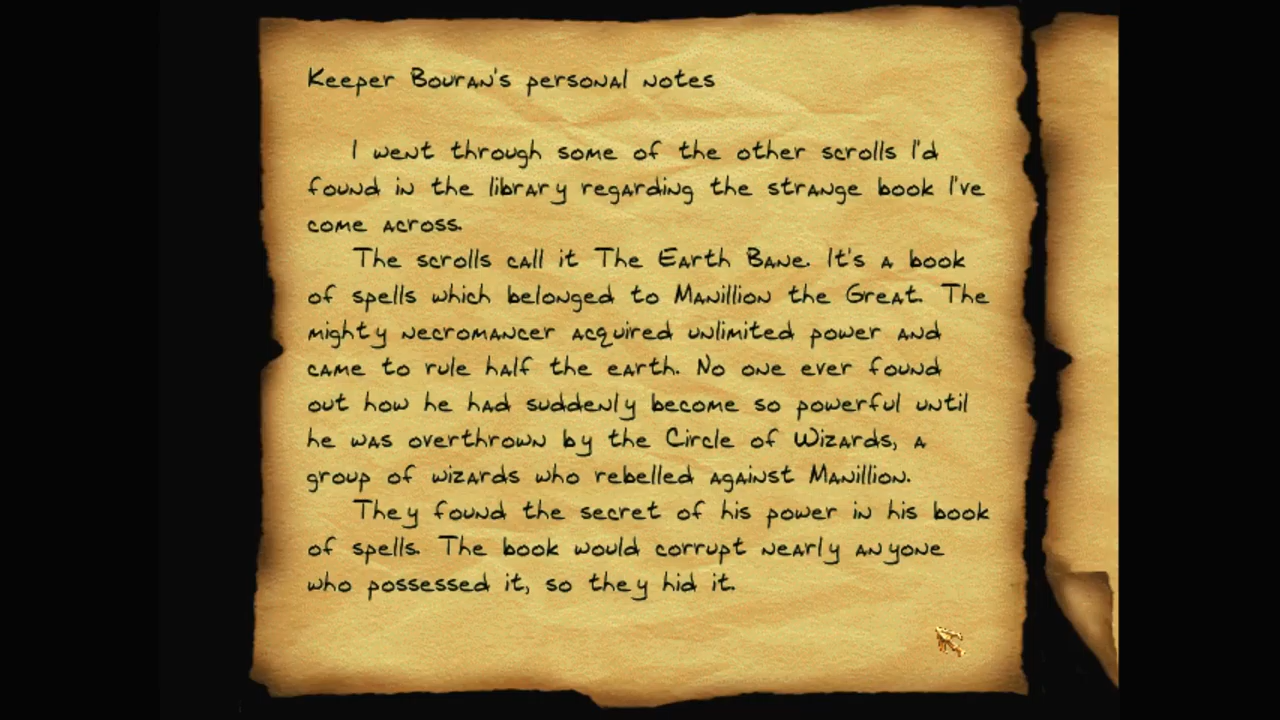 Keeper Bouran's personal notes
I went through some of the other scrolls I'd
found in the library regarding the strange book I've
come across.
The scrolls call it The Earth Bane. It's a book
of spells which belonged to Manillion the Great. The
mighty necromancer acquired unlimited power and
came to rule half the earth. No one ever found
out how he had suddenly become so powerful until
he was overthrown by the Circle of Wizards, a
group of wizards who rebelled against Manillion.
They found the secret of his power in his book
of spells. The book would corrupt nearly anyone
who possessed it, so they hid it.